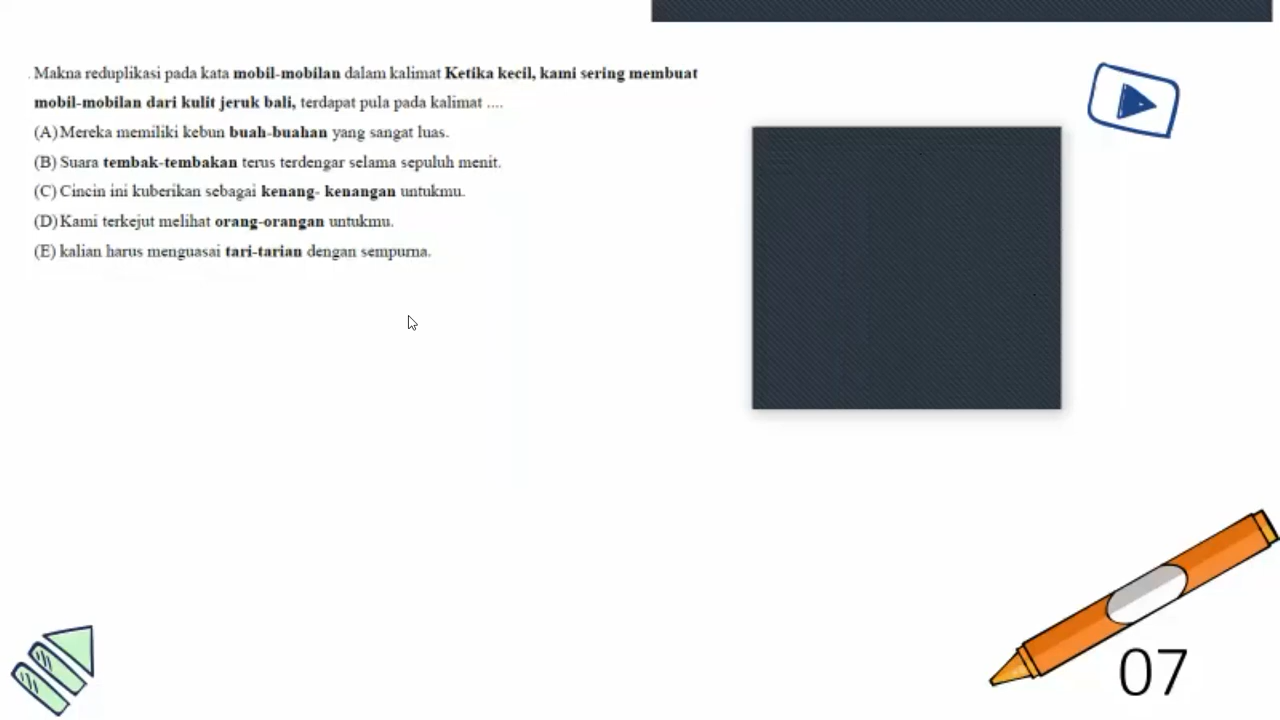 Makna reduplikasi pada kata mobil-mobilan dalam kalimat Ketika kecil, kami sering membuat
mobil-mobilan dari kulit jeruk bali, terdapat pula pada kalimat ....
(A) Mereka memiliki kebun buah-buahan yang sangat luas.
(B) Suara tembak-tembakan terus terdengar selama sepuluh menit.
(C) Cincin ini kuberikan sebagai kenang- kenangan untukmu.
(D) Kami terkejut melihat orang-orangan untukmu.
(E) kalian harus menguasai tari-tarian dengan sempurna.
07